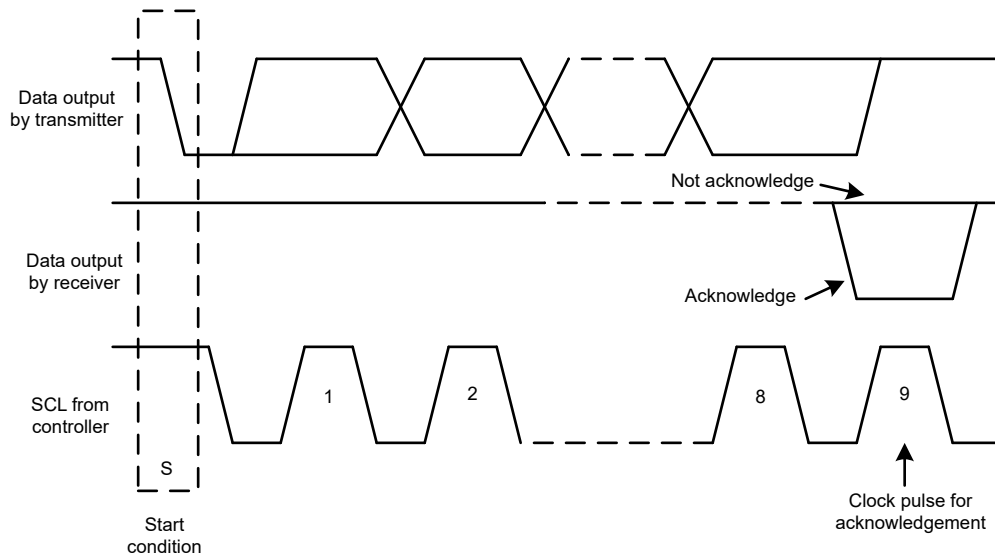 Data output
by transmitter
Not acknowledge
Data output
by receiver
Acknowledge
SCL from
controller
1
2
8
9
S
Start
condition
Clock pulse for
acknowledgement